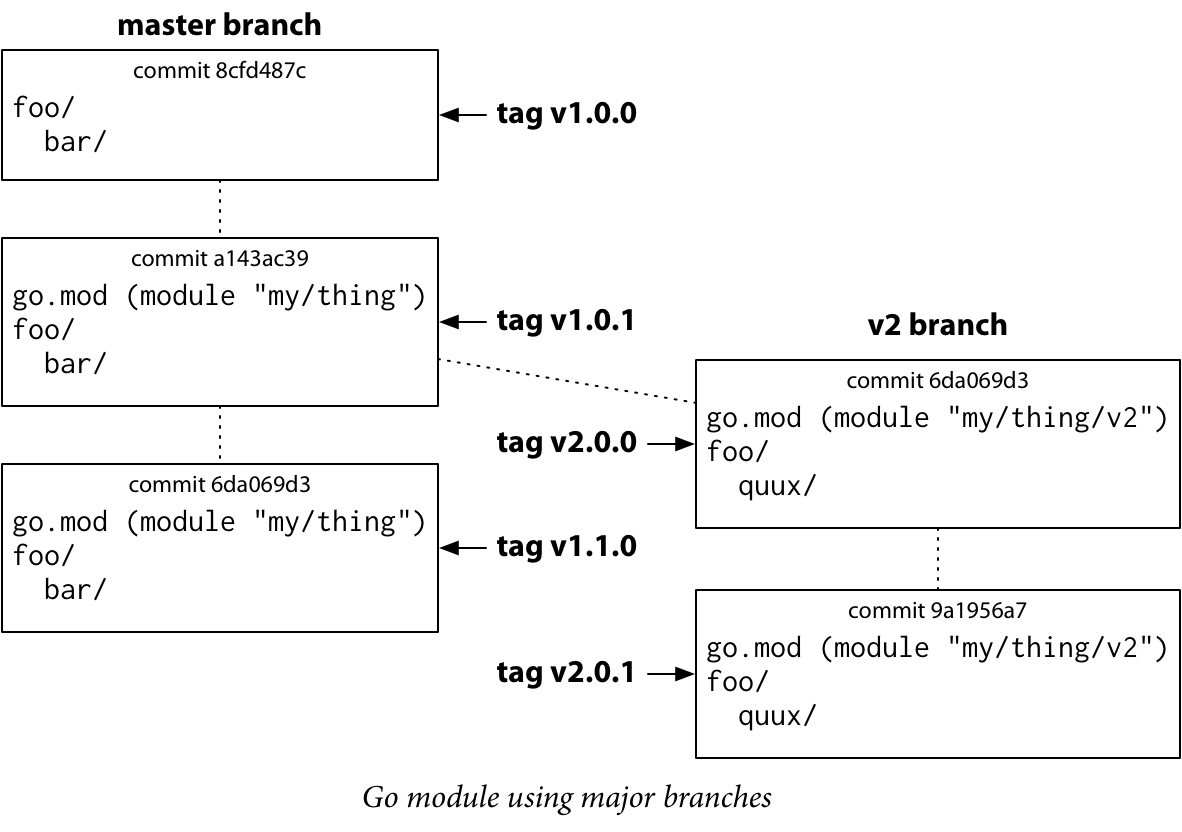 master branch
commit 8cfd487c
foo/
bar/
tag v1.0.0
commit a143ac39
go.mod (module "my/thing")
foo/
bar/
tag v1.0.1
commit 6da069d3
go.mod (module "my/thing")
foo/
bar/
tag v1.1.0
v2 branch
commit 6da069d3
go.mod (module "my/thing/v2")
foo/
quux/
tag v2.0.0
commit 9a1956a7
go.mod (module "my/thing/v2")
foo/
quux/
tag v2.0.1
Go module using major branches